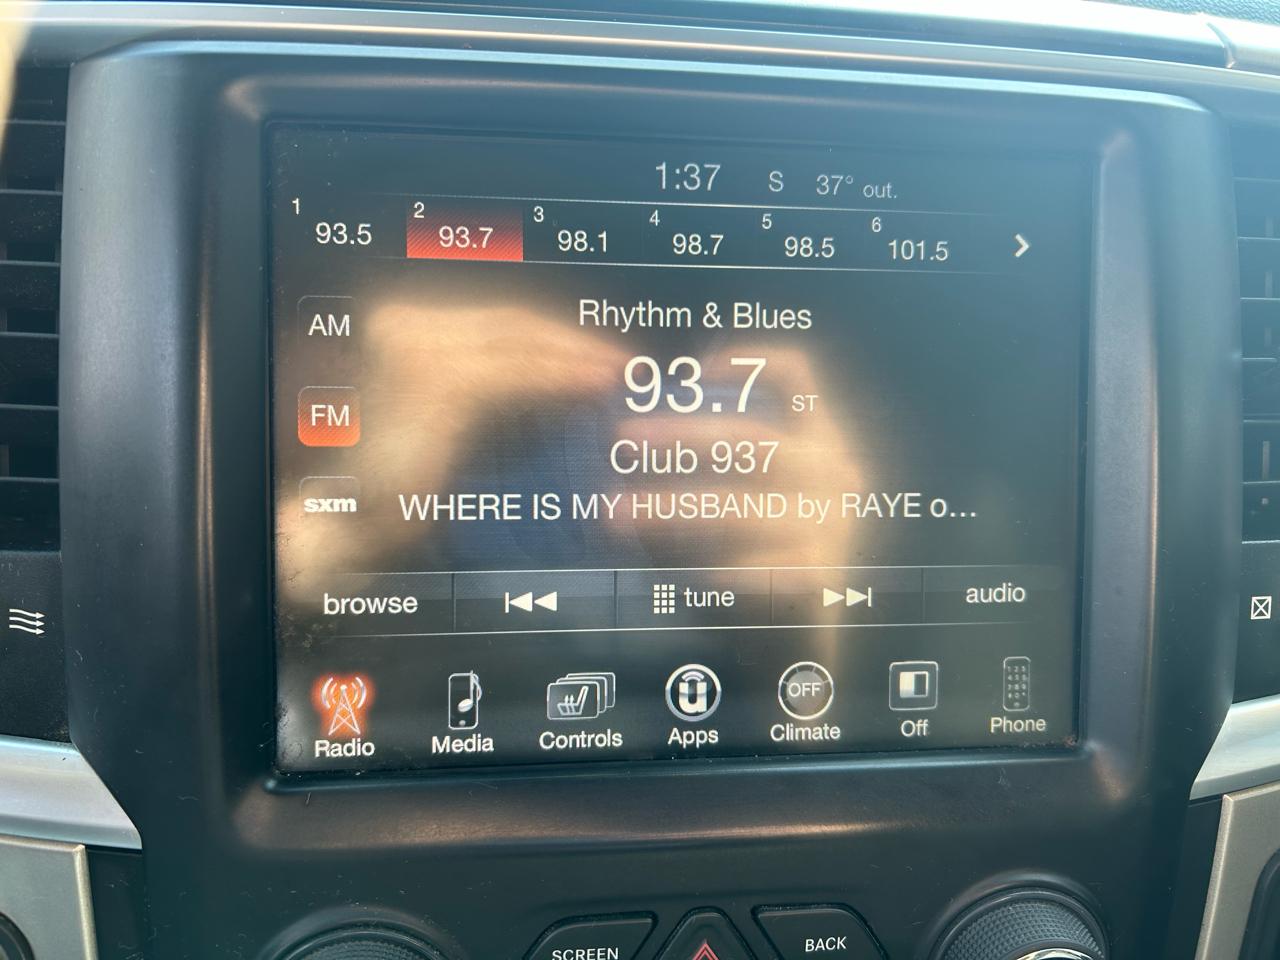 1:37 S 37° out.
1 93.5 2 93.7 3 98.1 4 98.7 5 98.5 6 101.5
AM
Rhythm & Blues
93.7 ST
FM
Club 937
sxm
WHERE IS MY HUSBAND by RAYE o...
browse tune audio
OFF
Radio Media Controls Apps Climate Off Phone
SCREEN BACK